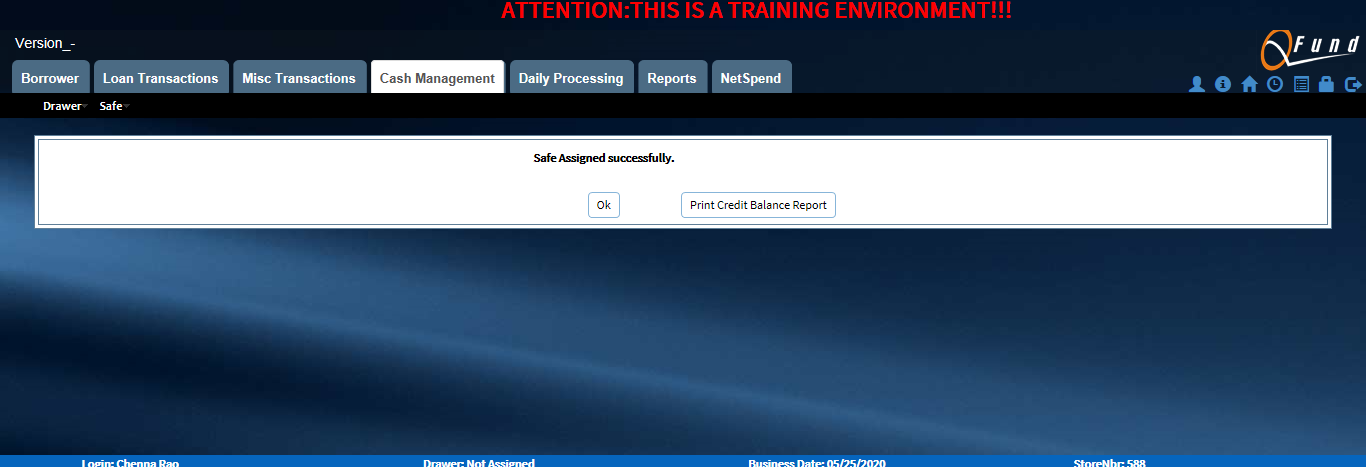 ATTENTION:THIS IS A TRAINING ENVIRONMENT!!!
Version_-
QFund
Borrower Loan Transactions Misc Transactions Cash Management Daily Processing Reports NetSpend
Drawer Safe
Safe Assigned successfully.
Ok Print Credit Balance Report
Login: Chenna Rao Drawer: Not Assigned Business Date: 05/25/2020 StoreNbr: 588